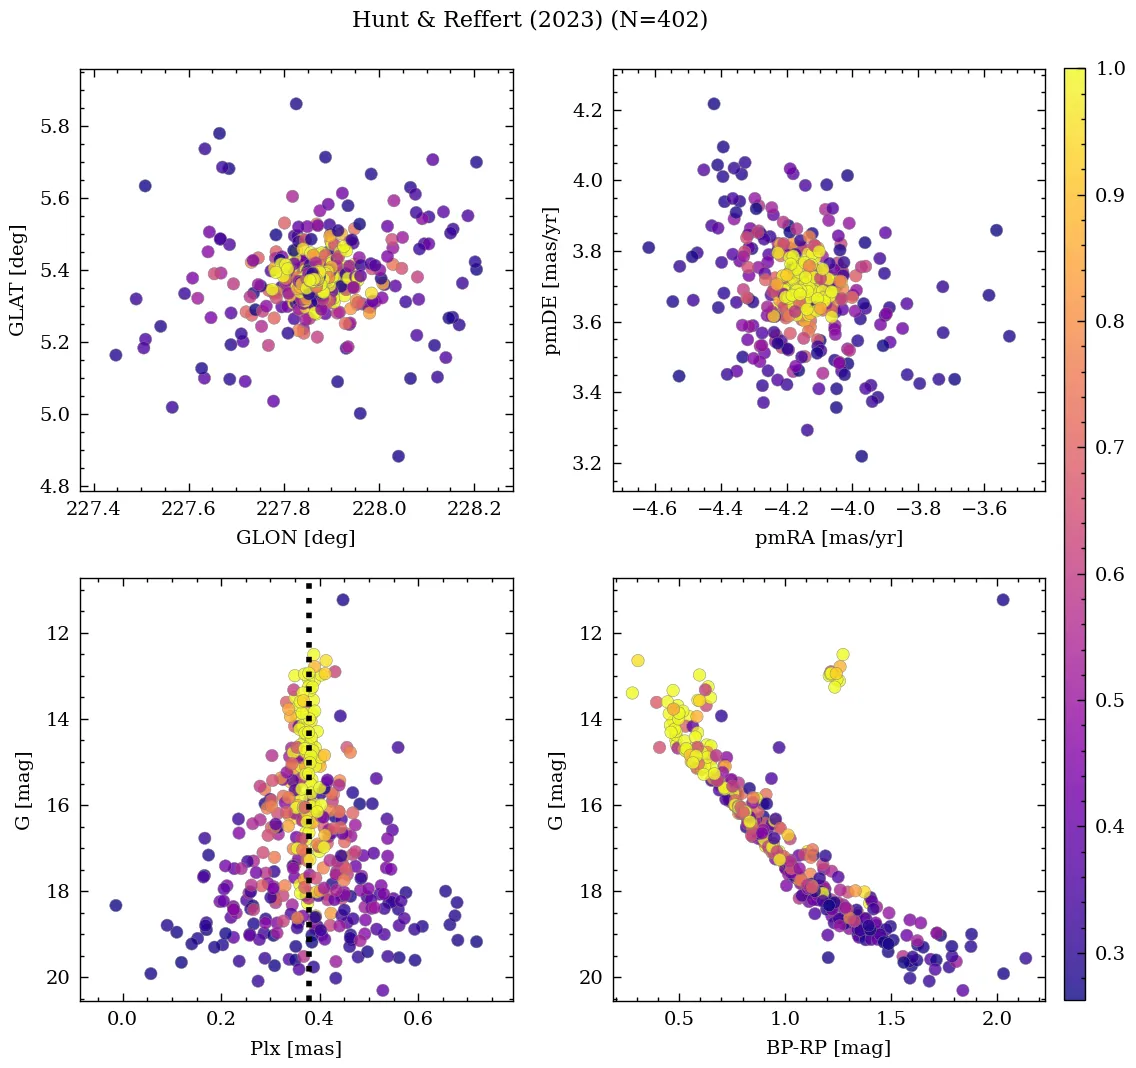 Hunt & Reffert (2023) (N=402)
5.8
5.6
5.4
5.2
5.0
4.8
GLAT [deg]
227.4 227.6 227.8 228.0 228.2
GLON [deg]
4.2
4.0
3.8
3.6
3.4
3.2
pmDE [mas/yr]
−4.6 −4.4 −4.2 −4.0 −3.8 −3.6
pmRA [mas/yr]
12
14
16
18
20
G [mag]
0.0 0.2 0.4 0.6
Plx [mas]
12
14
16
18
20
G [mag]
0.5 1.0 1.5 2.0
BP-RP [mag]
1.0
0.9
0.8
0.7
0.6
0.5
0.4
0.3